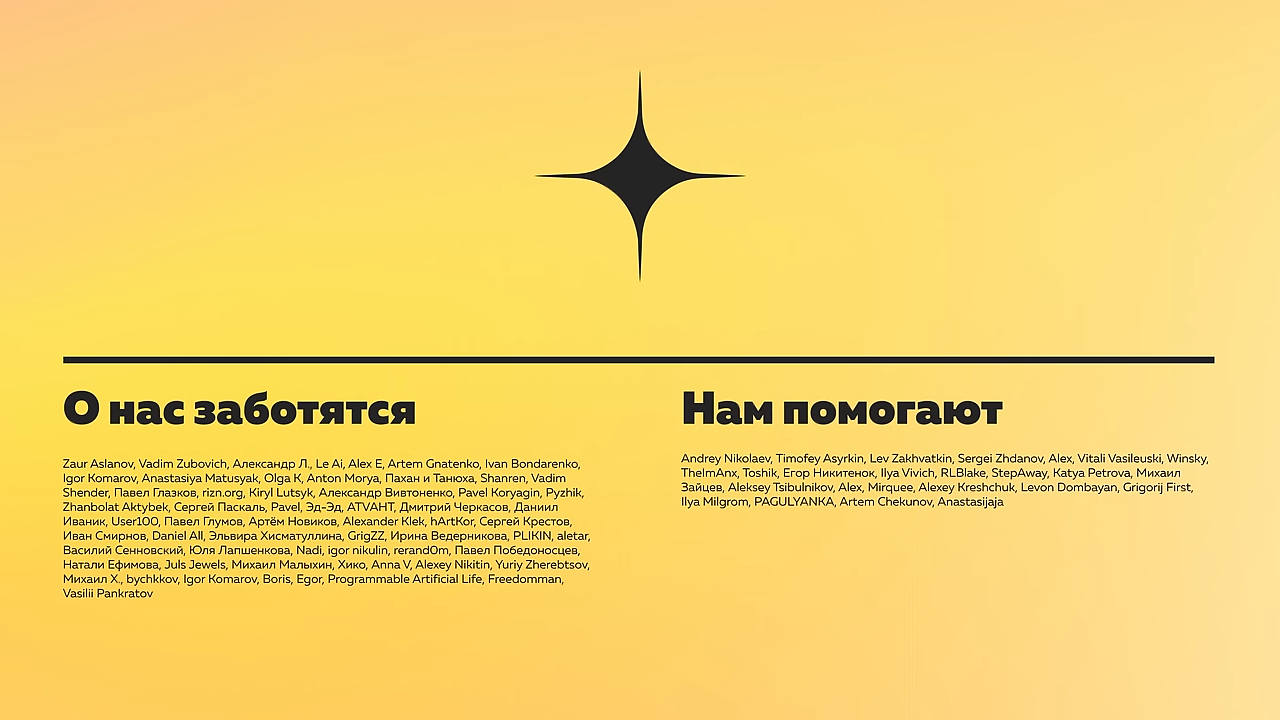 О нас заботятся
Zaur Aslanov, Vadim Zubovich, Александр Л., Le Ai, Alex E, Artem Gnatenko, Ivan Bondarenko,
Igor Komarov, Anastasiya Matusyak, Olga K, Anton Morya, Пахан и Танюха, Shanren, Vadim
Shender, Павел Глазков, rizn.org, Kiryl Lutsyk, Александр Вивтоненко, Pavel Koryagin, Pyzhik,
Zhanbolat Aktybek, Сергей Паскаль, Pavel, Эд-Эд, ATVAHT, Дмитрий Черкасов, Даниил
Иваник, User100, Павел Глумов, Артём Новиков, Alexander Klek, hArtKor, Сергей Крестов,
Иван Смирнов, Daniel All, Эльвира Хисматуллина, GrigZZ, Ирина Ведерникова, PLIKIN, aletar,
Василий Сенновский, Юля Лапшенкова, Nadi, igor nikulin, rerand0m, Павел Победоносцев,
Натали Ефимова, Juls Jewels, Михаил Малыхин, Хико, Anna V, Alexey Nikitin, Yuriy Zherebtsov,
Михаил Х., bychkkov, Igor Komarov, Boris, Egor, Programmable Artificial Life, Freedomman,
Vasilii Pankratov
Нам помогают
Andrey Nikolaev, Timofey Asyrkin, Lev Zakhvatkin, Sergei Zhdanov, Alex, Vitali Vasileuski, Winsky,
TheImAnx, Toshik, Егор Никитенок, Ilya Vivich, RLBlake, StepAway, Katya Petrova, Михаил
Зайцев, Aleksey Tsibulnikov, Alex, Mirquee, Alexey Kreshchuk, Levon Dombayan, Grigorij First,
Ilya Milgrom, PAGULYANKA, Artem Chekunov, Anastasijaja